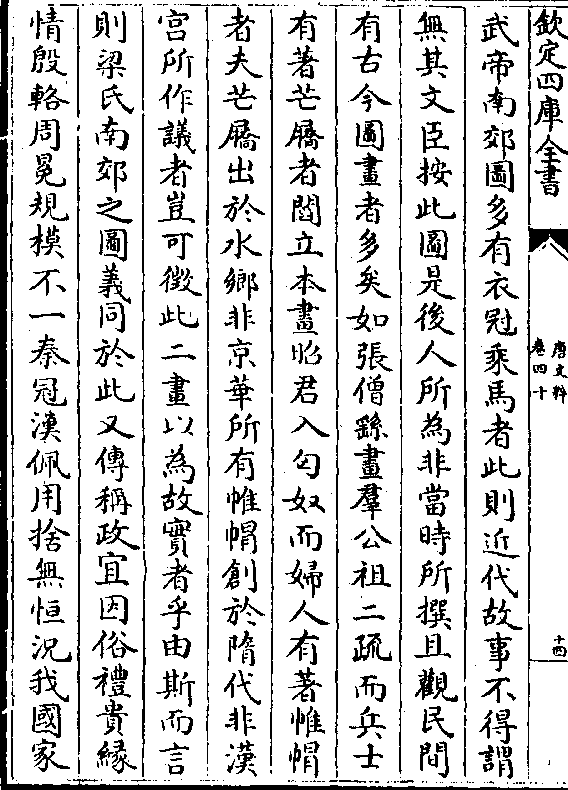 欽定四庫全書
唐文粹
卷四十
十四
武帝南郊圖多有衣冠乘馬者此則近代故事不得謂
無其文臣按此圖是後人所為非當時所撰且觀民間
有古今圖畫者多矣如張僧繇畫羣公祖二疏而兵士
有著芒屩者閻立本畫昭君入匈奴而婦人有著帷帽
者夫芒屩出於水鄉非京華所有帷帽創於隋代非漢
宫所作議者豈可徵此二畫以為故實者乎由斯而言
則梁氏南郊之圖義同於此又傳稱政宜因俗禮貴緣
情殷輅周冕規模不一秦冠漢佩用捨無恒況我國家